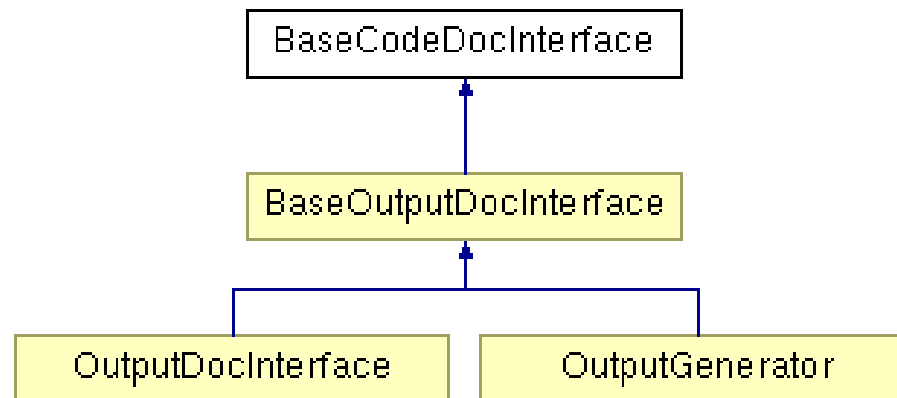 BaseCodeDocInterface
BaseOutputDocInterface
OutputDocInterface
OutputGenerator